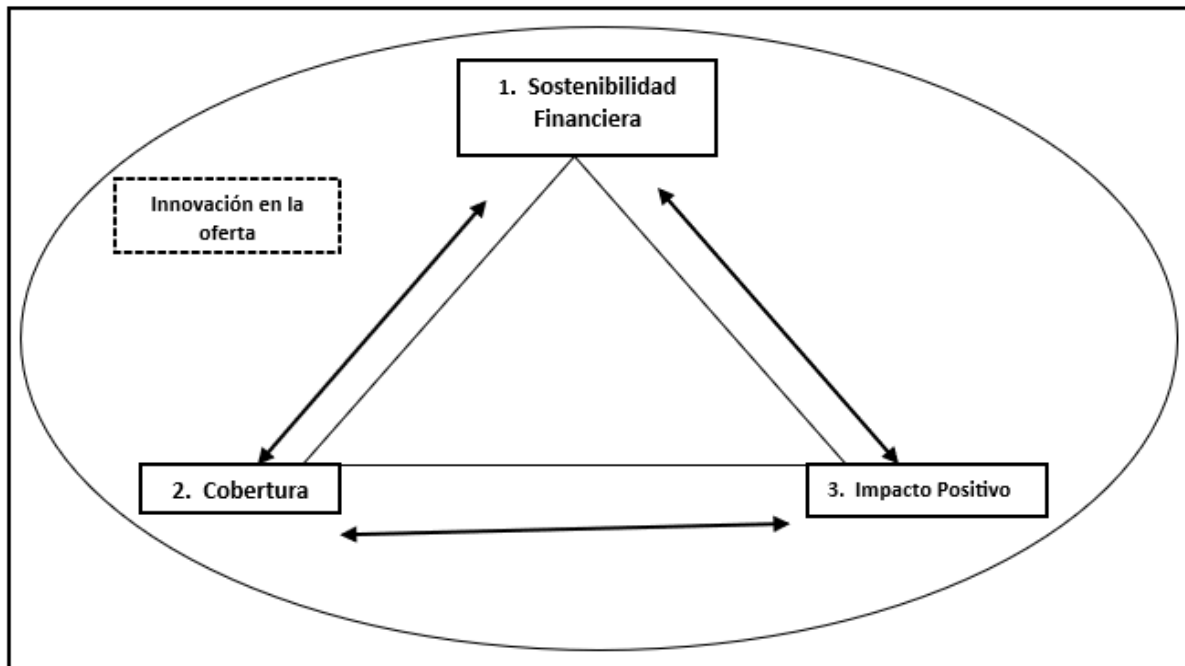 1. Sostenibilidad
Financiera
Innovación en la
oferta
2. Cobertura
3. Impacto Positivo